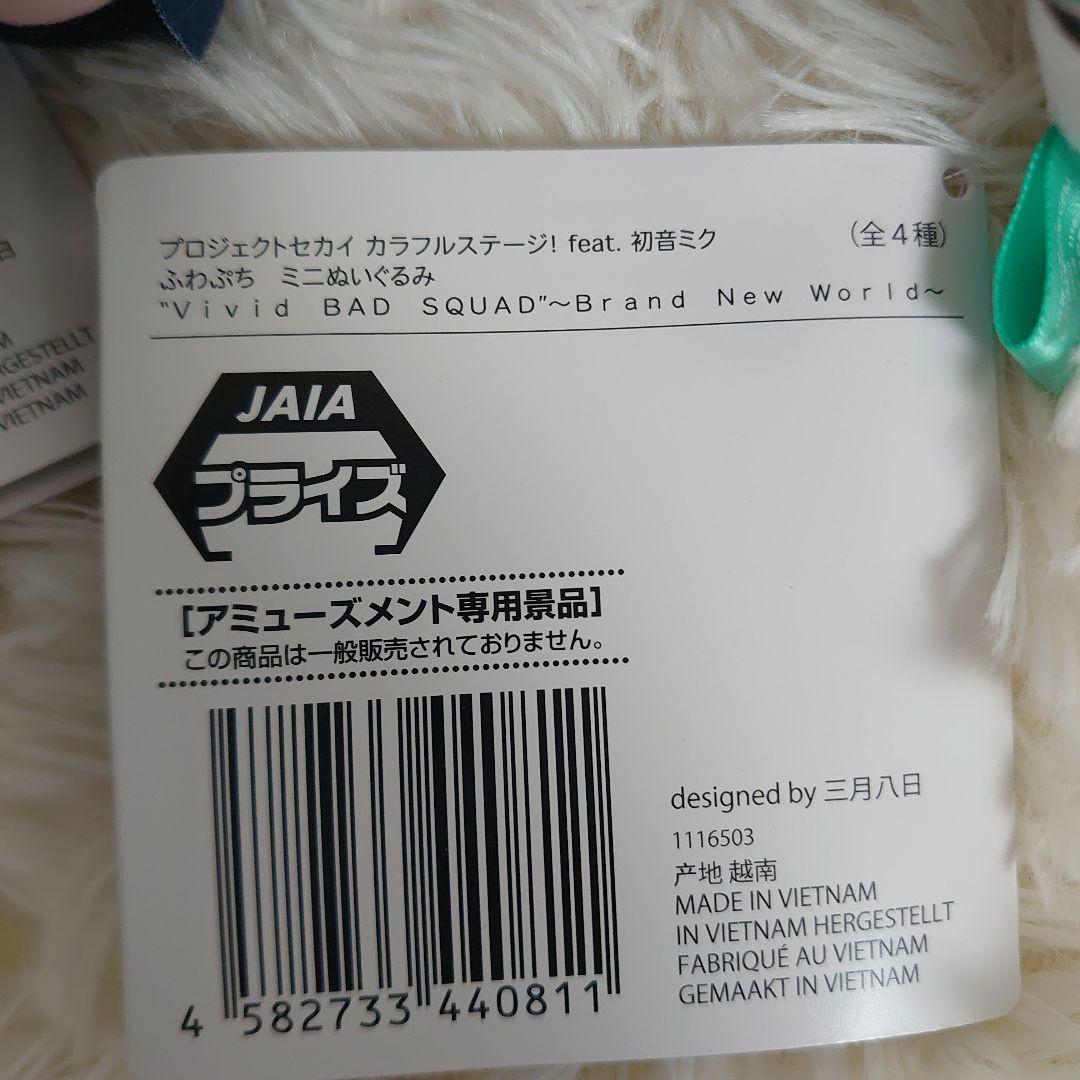 プロジェクトセカイ カラフルステージ! feat. 初音ミク (全4種)
ふわぷち ミニぬいぐるみ
"Vivid BAD SQUAD"〜Brand New World〜
JAIA
プライズ
[アミューズメント専用景品]
この商品は一般販売されておりません。
4 582733 440811
designed by 三月八日
1116503
产地 越南
MADE IN VIETNAM
IN VIETNAM HERGESTELLT
FABRIQUÉ AU VIETNAM
GEMAAKT IN VIETNAM
RGESTELLT
VIETNAM
VIETNAM